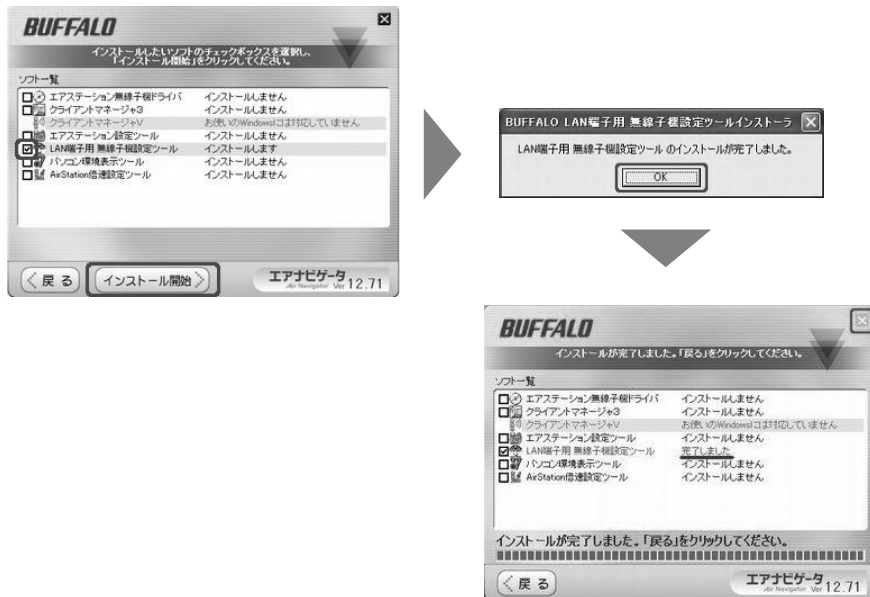 BUFFALO
インストールしたいソフトのチェックボックスを選択し、
「インストール開始」をクリックしてください。
ソフト一覧
エアステーション無線子機ドライバ インストールしません
クライアントマネージャ3 インストールしません
クライアントマネージャV お使いのWindowsには対応していません
エアステーション設定ツール インストールしません
LAN端子用 無線子機設定ツール インストールします
パソコン環境表示ツール インストールしません
AirStation倍速設定ツール インストールしません
戻る
インストール開始
エアナビゲータ
Air Navigator Ver 12.71
BUFFALO LAN端子用 無線子機設定ツールインストーラ
LAN端子用 無線子機設定ツール のインストールが完了しました。
OK
BUFFALO
インストールが完了しました。「戻る」をクリックしてください。
ソフト一覧
エアステーション無線子機ドライバ インストールしません
クライアントマネージャ3 インストールしません
クライアントマネージャV お使いのWindowsには対応していません
エアステーション設定ツール インストールしません
LAN端子用 無線子機設定ツール 完了しました
パソコン環境表示ツール インストールしません
AirStation倍速設定ツール インストールしません
インストールが完了しました。「戻る」をクリックしてください。
戻る
エアナビゲータ
Air Navigator Ver 12.71